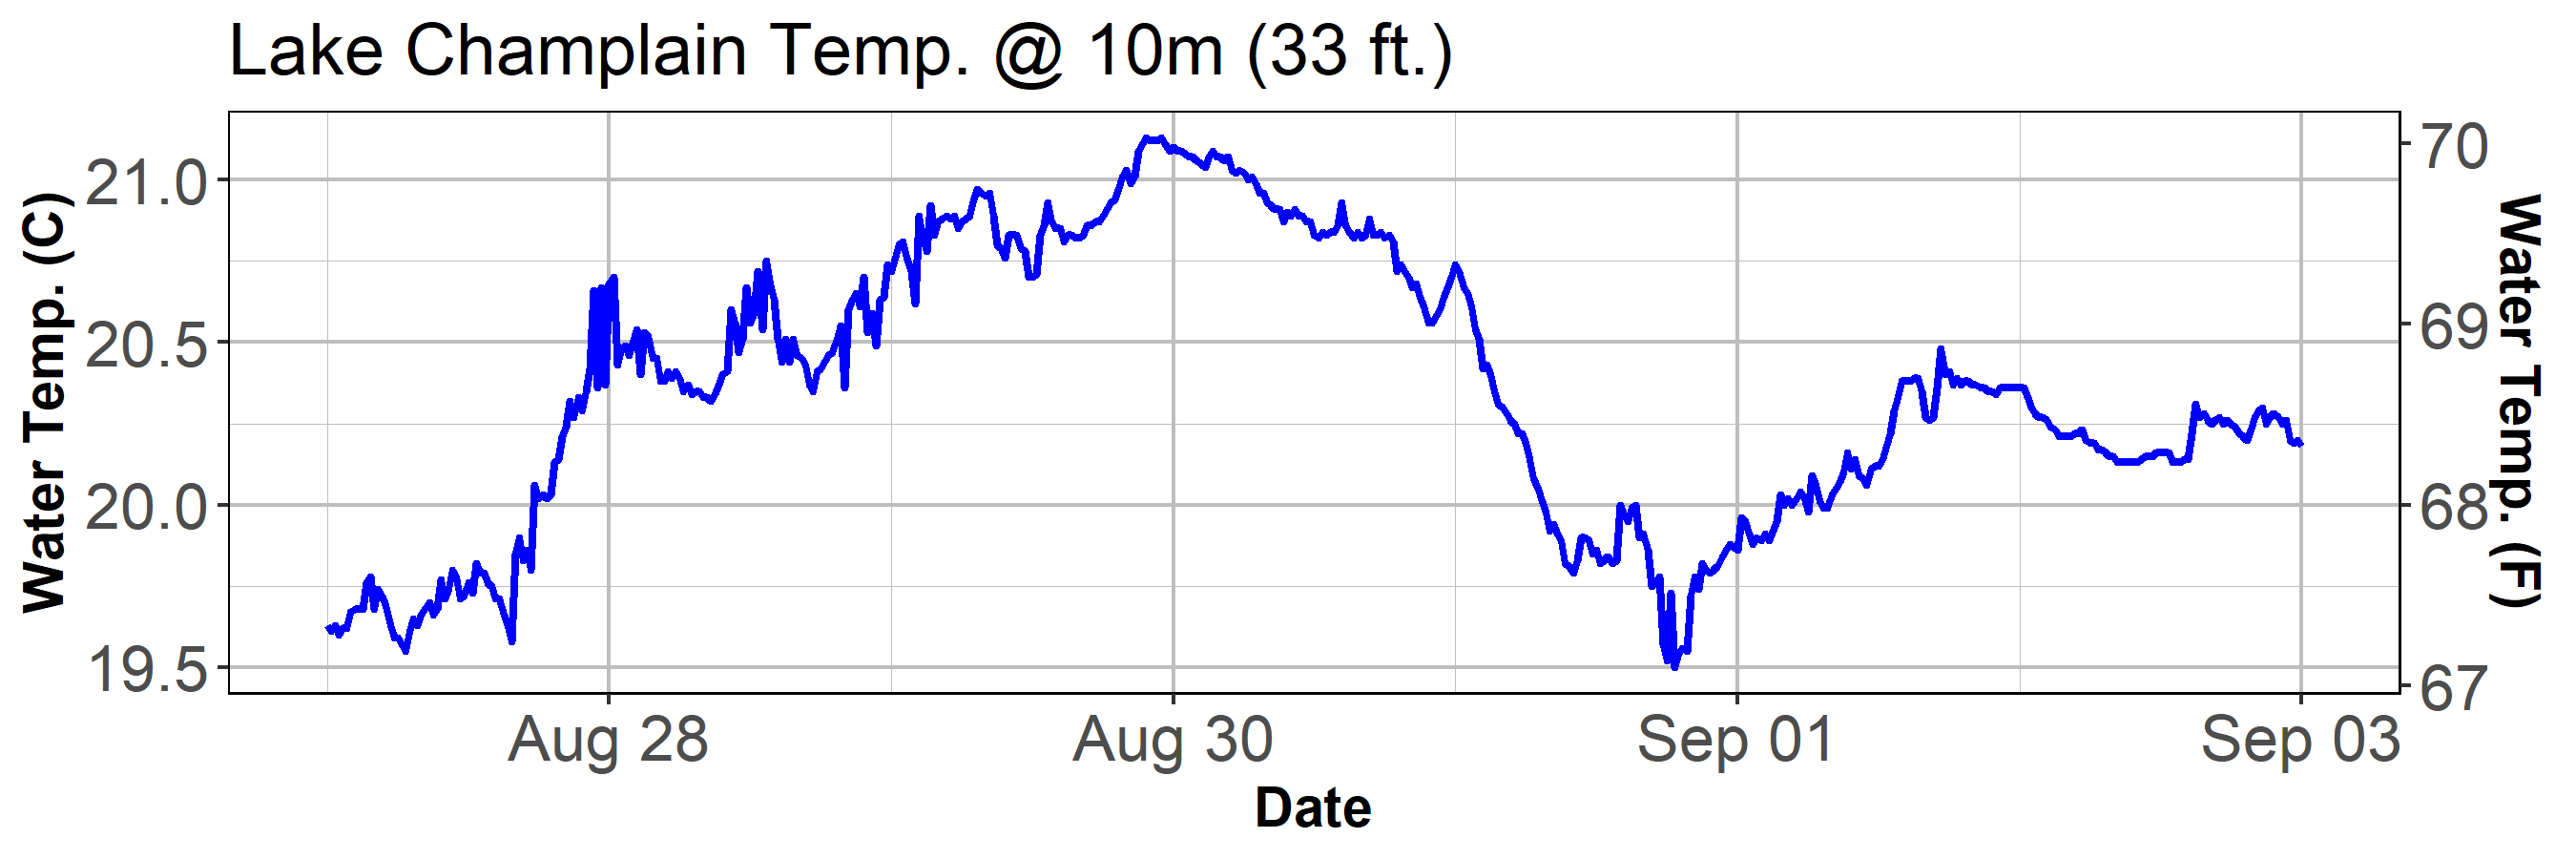 Lake Champlain Temp. @ 10m (33 ft.)
Water Temp. (C)
21.0
20.5
20.0
19.5
70
69
68
67
Water Temp. (F)
Aug 28 Aug 30 Sep 01 Sep 03
Date